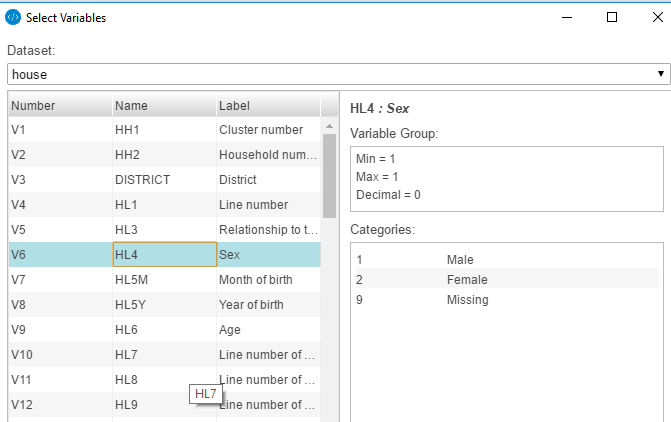 Select Variables
Dataset:
house
Number Name Label
V1 HH1 Cluster number
V2 HH2 Household num...
V3 DISTRICT District
V4 HL1 Line number
V5 HL3 Relationship to t...
V6 HL4 Sex
V7 HL5M Month of birth
V8 HL5Y Year of birth
V9 HL6 Age
V10 HL7 Line number of ...
V11 HL8 Line number of ...
V12 HL9 Line number of ...
HL7
HL4 : Sex
Variable Group:
Min = 1
Max = 1
Decimal = 0
Categories:
1 Male
2 Female
9 Missing